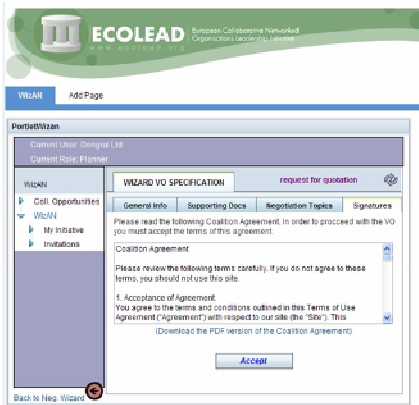 ECOLEAD
European Collaborative Networked
Organisations Leadership Initiative
www.ecolead.org
WizAN
Add Page
PortletWizan
Current User: Dongrui Ltd
Current Role: Planner
WizAN
Coll. Opportunities
WizAN
My Initiative
Invitations
WIZARD VO SPECIFICATION
request for quotation
General Info
Supporting Docs
Negotiation Topics
Signatures
Please read the following Coalition Agreement. In order to procced with the VO
you must accept the terms of this agreement.
Coalition Agreement
Please review the following terms carefully. If you do not agree to these
terms, you should not use this site.
1. Acceptance of Agreement.
You agree to the terms and conditions outlined in this Terms of Use
Agreement ("Agreement") with respect to our site (the "Site"). This
(Download the PDF version of the Coalition Agreement)
Accept
Back to Neg. Wizard